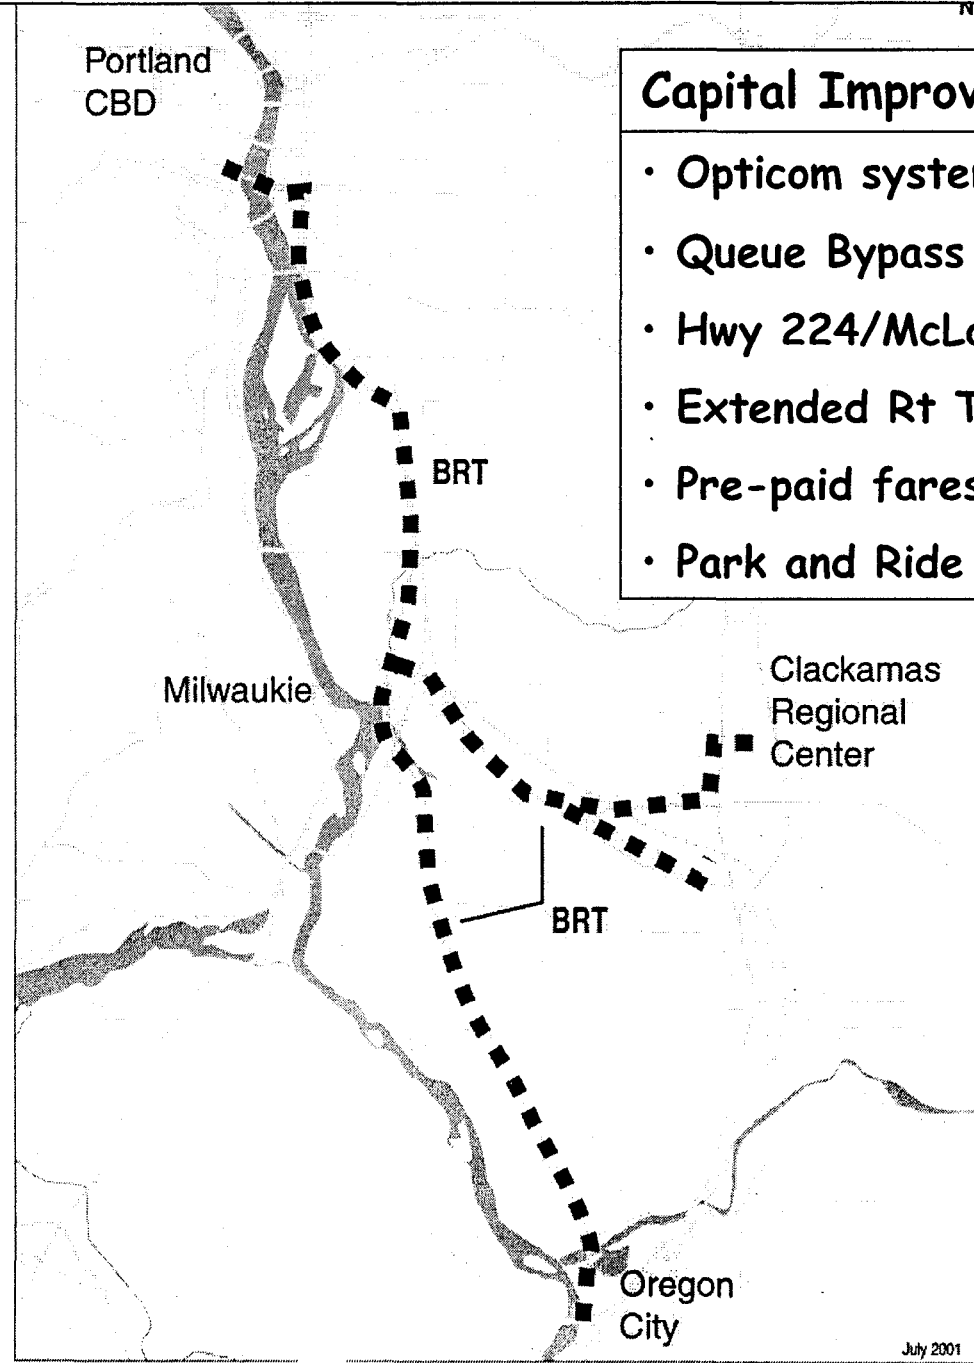 N
Portland
CBD
Capital Improv
· Opticom syster
· Queue Bypass
· Hwy 224/McLo
· Extended Rt T
· Pre-paid fares
· Park and Ride
BRT
Milwaukie
Clackamas
Regional
Center
BRT
Oregon
City
July 2001